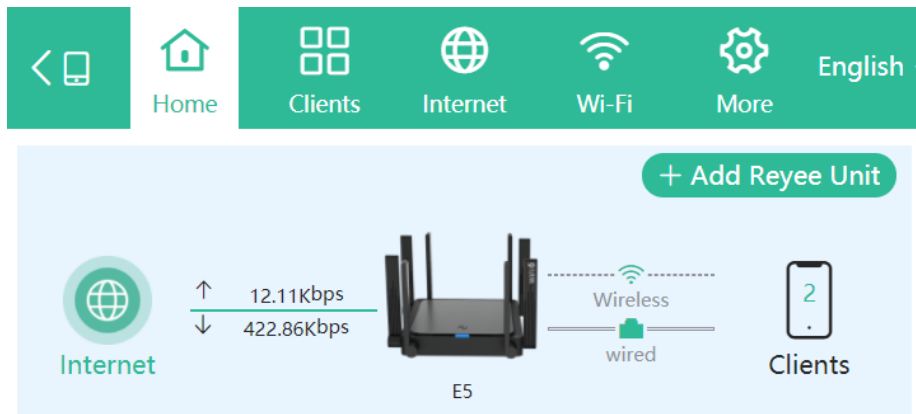 Home
Clients
Internet
Wi-Fi
More
English
+ Add Reyee Unit
↑ 12.11Kbps
↓ 422.86Kbps
Internet
E5
Wireless
wired
2
Clients